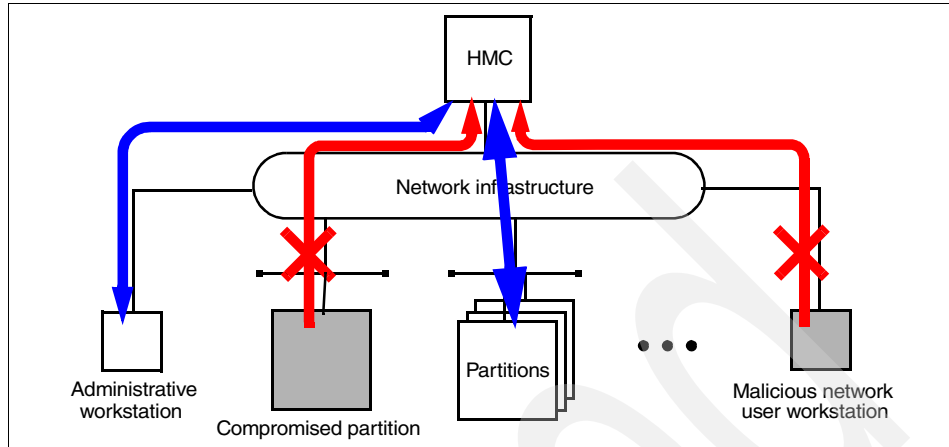 HMC
Network infrastructure
Partitions
Administrative
workstation
Compromised partition
Malicious network
user workstation